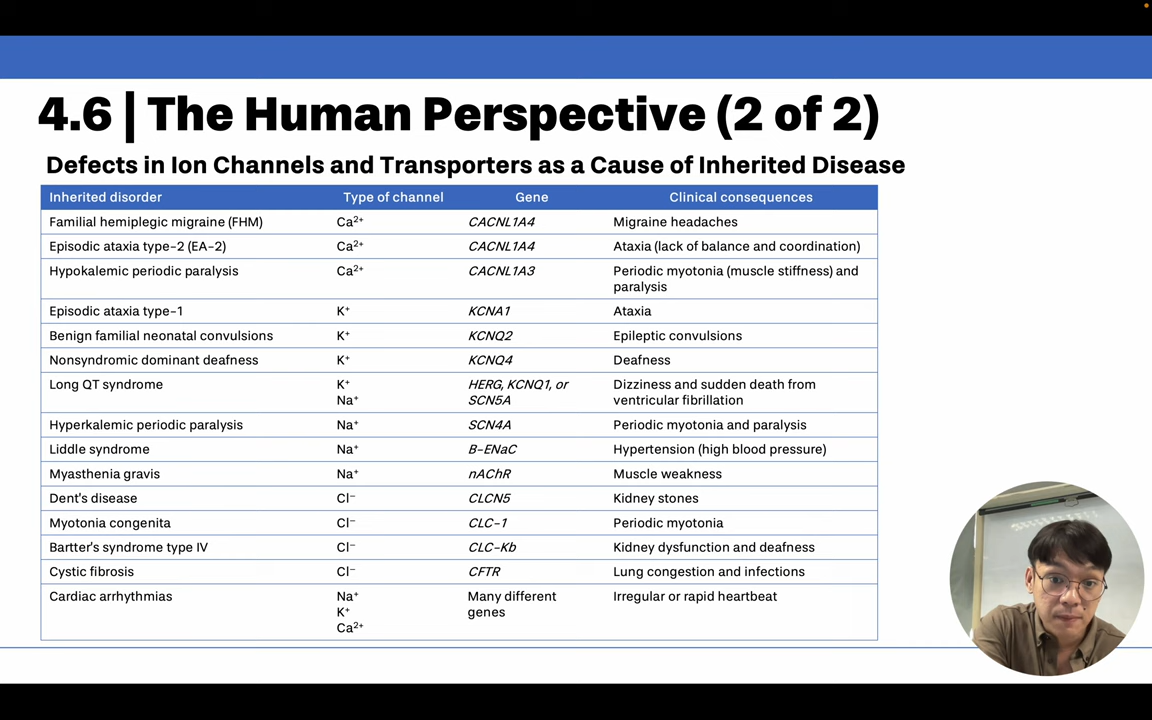 4.6 | The Human Perspective (2 of 2)
Defects in Ion Channels and Transporters as a Cause of Inherited Disease
Inherited disorder Type of channel Gene Clinical consequences
Familial hemiplegic migraine (FHM) Ca²⁺ CACNL1A4 Migraine headaches
Episodic ataxia type-2 (EA-2) Ca²⁺ CACNL1A4 Ataxia (lack of balance and coordination)
Hypokalemic periodic paralysis Ca²⁺ CACNL1A3 Periodic myotonia (muscle stiffness) and
paralysis
Episodic ataxia type-1 K⁺ KCNA1 Ataxia
Benign familial neonatal convulsions K⁺ KCNQ2 Epileptic convulsions
Nonsyndromic dominant deafness K⁺ KCNQ4 Deafness
Long QT syndrome K⁺ HERG, KCNQ1, or Dizziness and sudden death from
Na⁺ SCN5A ventricular fibrillation
Hyperkalemic periodic paralysis Na⁺ SCN4A Periodic myotonia and paralysis
Liddle syndrome Na⁺ B-ENaC Hypertension (high blood pressure)
Myasthenia gravis Na⁺ nAChR Muscle weakness
Dent's disease Cl⁻ CLCN5 Kidney stones
Myotonia congenita Cl⁻ CLC-1 Periodic myotonia
Bartter's syndrome type IV Cl⁻ CLC-Kb Kidney dysfunction and deafness
Cystic fibrosis Cl⁻ CFTR Lung congestion and infections
Cardiac arrhythmias Na⁺ Many different Irregular or rapid heartbeat
K⁺ genes
Ca²⁺